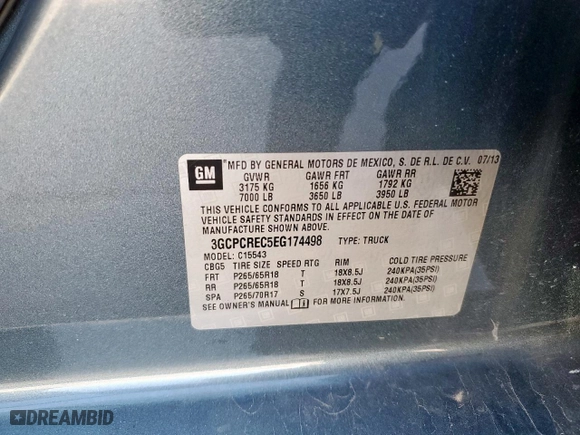 GM
MFD BY GENERAL MOTORS DE MEXICO, S. DE R.L. DE C.V. 07/13
GVWR GAWR FRT GAWR RR
3175 KG 1656 KG 1792 KG
7000 LB 3650 LB 3950 LB
THIS VEHICLE CONFORMS TO ALL APPLICABLE U.S. FEDERAL MOTOR
VEHICLE SAFETY STANDARDS IN EFFECT ON THE DATE OF
MANUFACTURE SHOWN ABOVE.
3GCPCREC5EG174498 TYPE: TRUCK
MODEL: C15543
CBG5 TIRE SIZE SPEED RTG RIM COLD TIRE PRESSURE
FRT P265/65R18 T 18X8.5J 240KPA(35PSI)
RR P265/65R18 T 18X8.5J 240KPA(35PSI)
SPA P265/70R17 S 17X7.5J 240KPA(35PSI)
SEE OWNER'S MANUAL FOR MORE INFORMATION.
DREAMBID